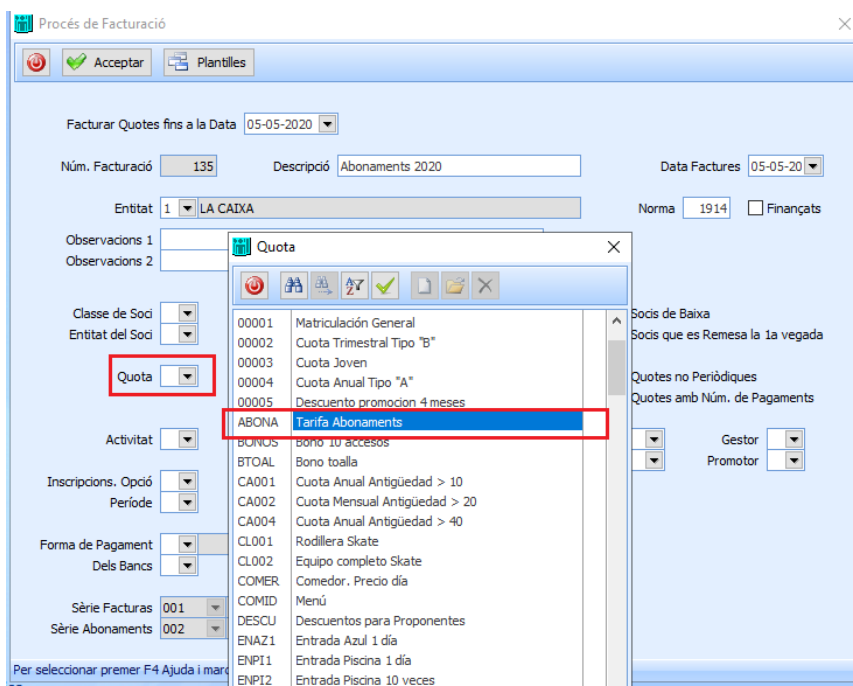 Procés de Facturació
Acceptar Plantilles
Facturar Quotes fins a la Data 05-05-2020
Núm. Facturació 135 Descripció Abonaments 2020 Data Factures 05-05-20
Entitat 1 LA CAIXA Norma 1914 Finançats
Observacions 1
Observacions 2
Classe de Soci Socis de Baixa
Entitat del Soci Socis que es Remesa la 1a vegada
Quota Quotes no Periòdiques
Quotes amb Núm. de Pagaments
Activitat Gestor
Promotor
Inscripcions. Opció
Període
Forma de Pagament
Dels Bancs
Sèrie Facturas 001
Sèrie Abonaments 002
Per seleccionar premer F4 Ajuda i marc
Quota
00001 Matriculación General
00002 Cuota Trimestral Tipo "B"
00003 Cuota Joven
00004 Cuota Anual Tipo "A"
00005 Descuento promocion 4 meses
ABONA Tarifa Abonaments
BONOS Bono 10 accesos
BTOAL Bono toalla
CA001 Cuota Anual Antigüedad > 10
CA002 Cuota Mensual Antigüedad > 20
CA004 Cuota Anual Antigüedad > 40
CL001 Rodillera Skate
CL002 Equipo completo Skate
COMER Comedor. Precio día
COMID Menú
DESCU Descuentos para Proponentes
ENAZ1 Entrada Azul 1 día
ENPI1 Entrada Piscina 1 día
ENPI2 Entrada Piscina 10 veces